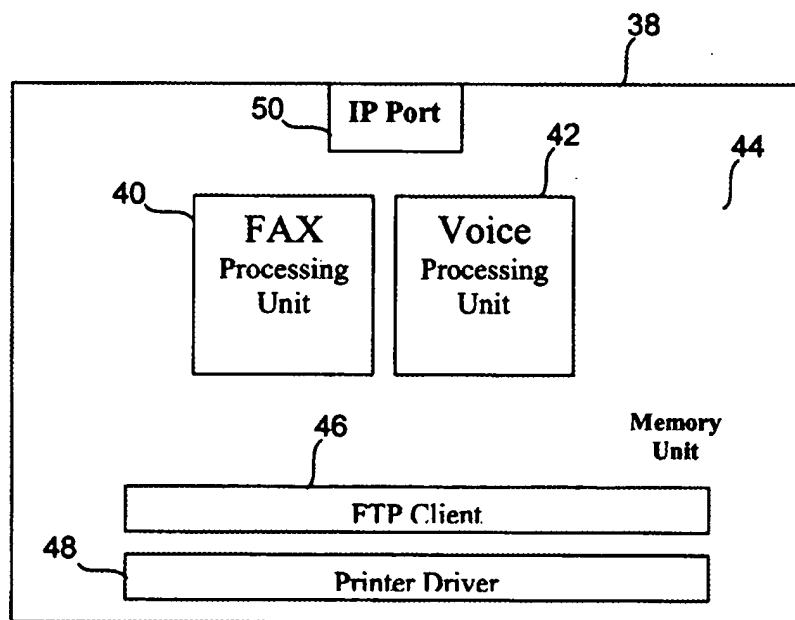 38
50
IP Port
42
44
40
FAX
Processing
Unit
Voice
Processing
Unit
46
Memory
Unit
FTP Client
48
Printer Driver